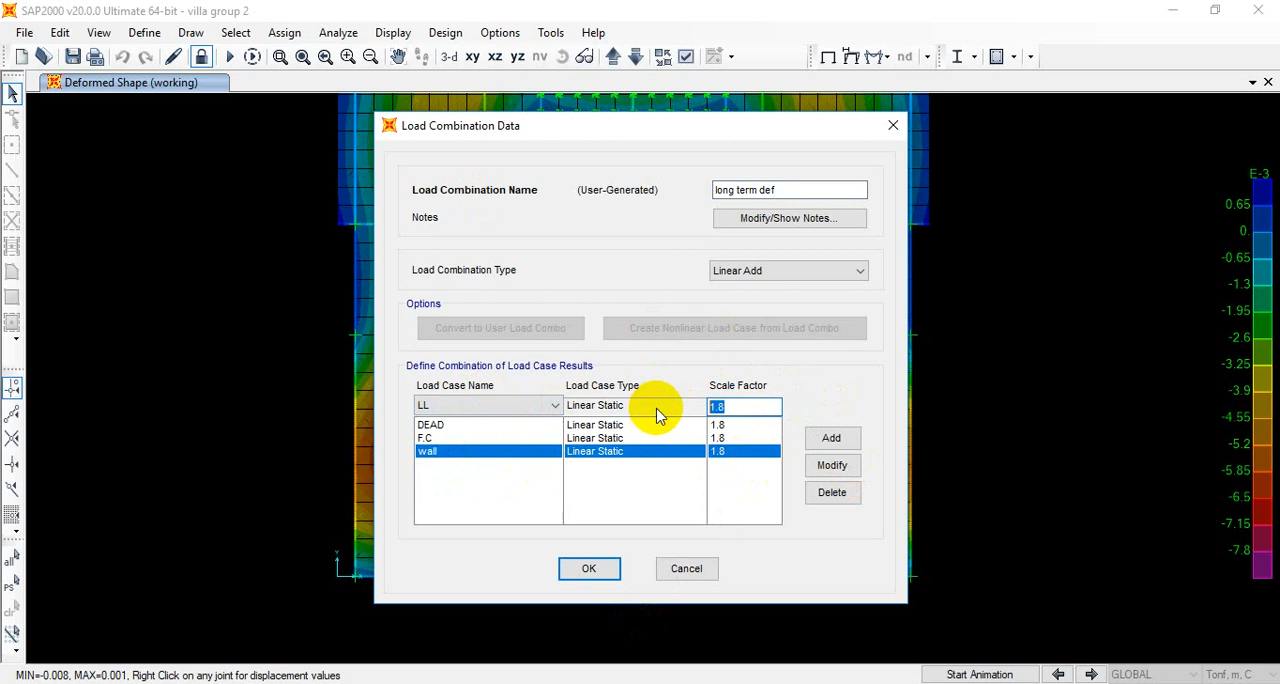 SAP2000 v20.0.0 Ultimate 64-bit - villa group 2
File Edit View Define Draw Select Assign Analyze Display Design Options Tools Help
3-d xy xz yz nv nd
Deformed Shape (working)
Load Combination Data
Load Combination Name (User-Generated) long term def
Notes Modify/Show Notes...
Load Combination Type Linear Add
Options
Convert to User Load Combo Create Nonlinear Load Case from Load Combo
Define Combination of Load Case Results
Load Case Name Load Case Type Scale Factor
LL Linear Static 1.8
DEAD Linear Static 1.8
F.C Linear Static 1.8
wall Linear Static 1.8
Add
Modify
Delete
OK Cancel
E-3
0.65
0.
-0.65
-1.3
-1.95
-2.6
-3.25
-3.9
-4.55
-5.2
-5.85
-6.5
-7.15
-7.8
all
PS
clr
Y
X
MIN=-0.008, MAX=0.001, Right Click on any joint for displacement values
Start Animation GLOBAL Tonf, m, C